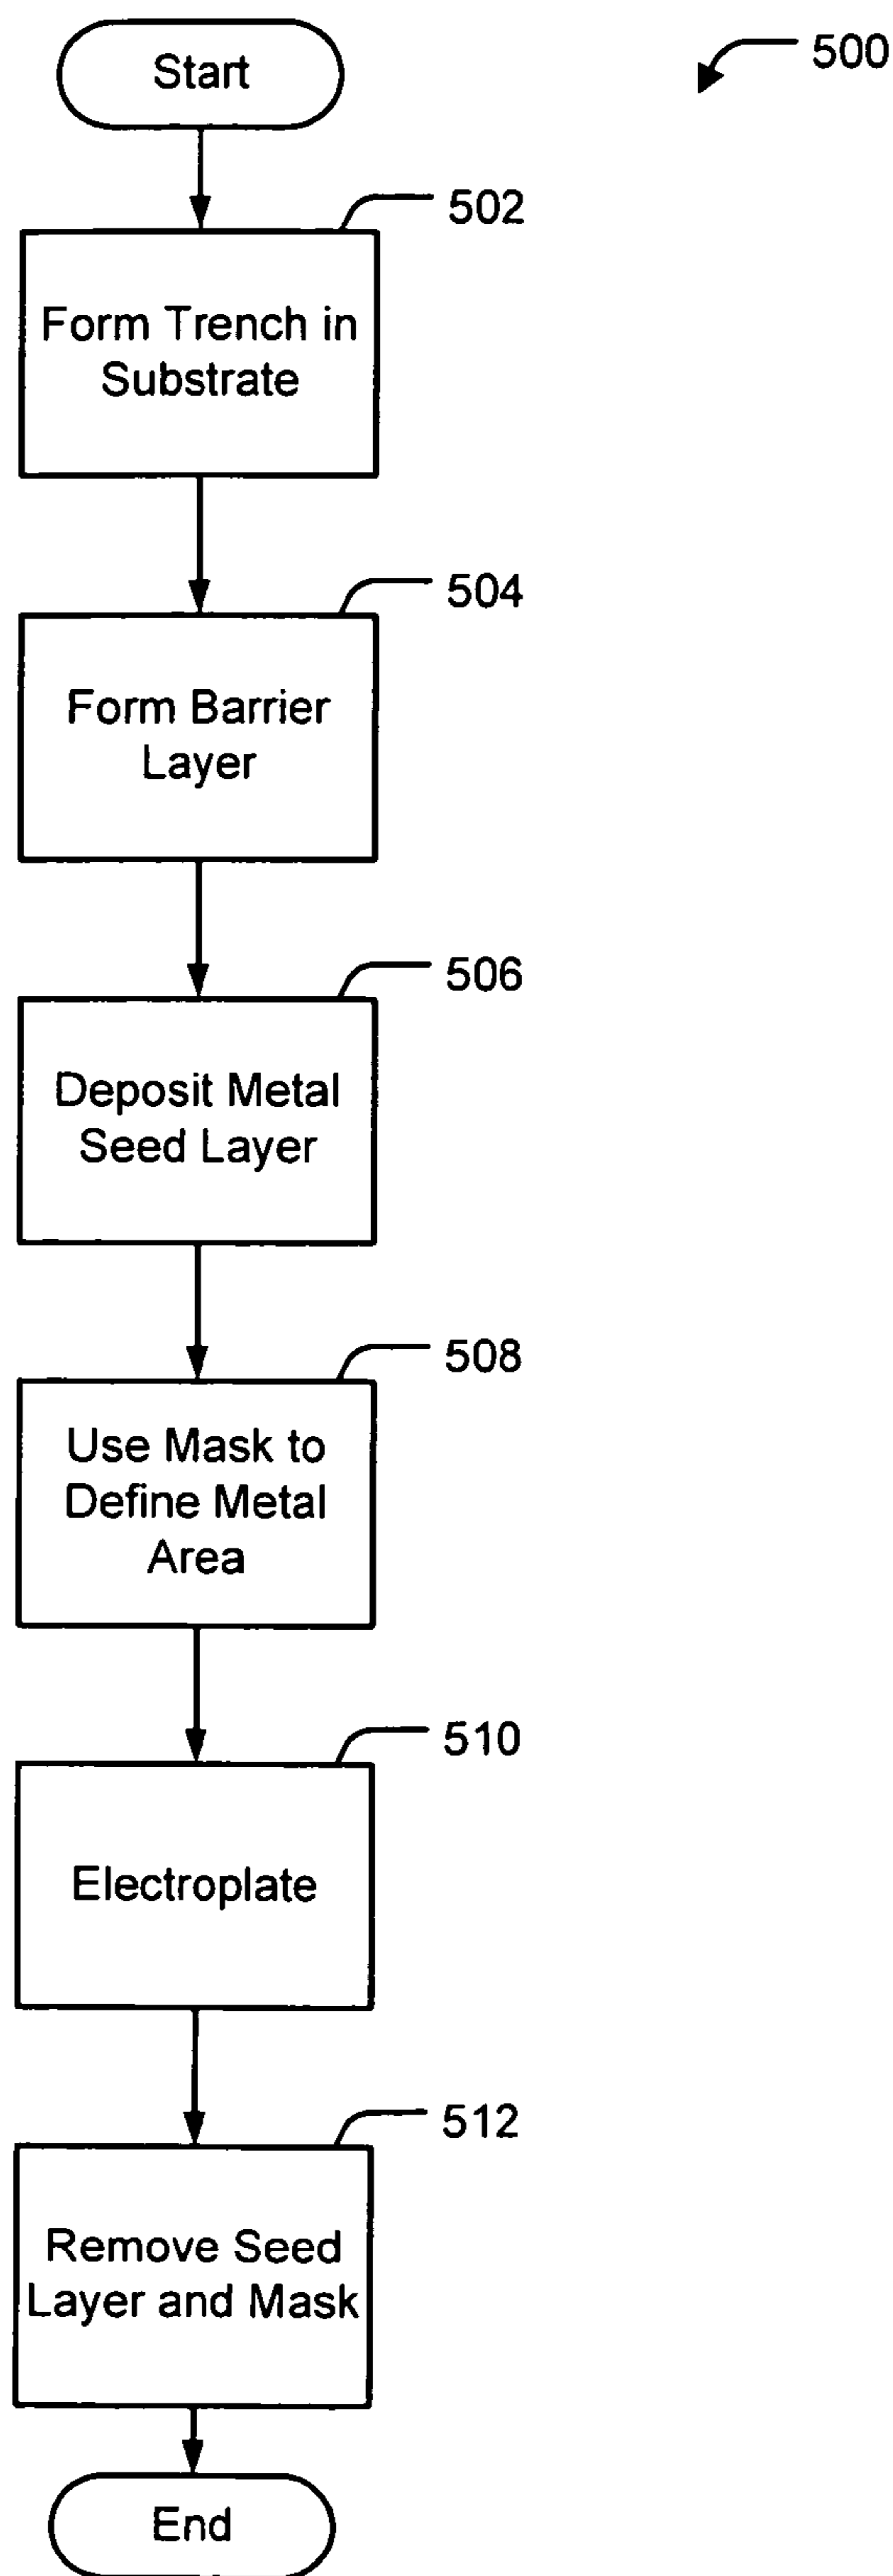 Start
500
502
Form Trench in
Substrate
504
Form Barrier
Layer
506
Deposit Metal
Seed Layer
508
Use Mask to
Define Metal
Area
510
Electroplate
512
Remove Seed
Layer and Mask
End